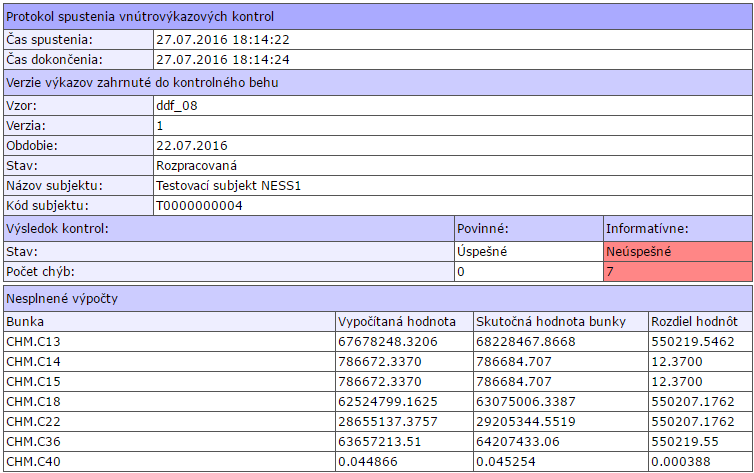 Protokol spustenia vnútrovýkazových kontrol
Čas spustenia: 27.07.2016 18:14:22
Čas dokončenia: 27.07.2016 18:14:24
Verzie výkazov zahrnuté do kontrolného behu
Vzor: ddf_08
Verzia: 1
Obdobie: 22.07.2016
Stav: Rozpracovaná
Názov subjektu: Testovací subjekt NESS1
Kód subjektu: T0000000004
Výsledok kontrol: Povinné: Informatívne:
Stav: Úspešné Neúspešné
Počet chýb: 0 7
Nesplnené výpočty
Bunka Vypočítaná hodnota Skutočná hodnota bunky Rozdiel hodnôt
CHM.C13 67678248.3206 68228467.8668 550219.5462
CHM.C14 786672.3370 786684.707 12.3700
CHM.C15 786672.3370 786684.707 12.3700
CHM.C18 62524799.1625 63075006.3387 550207.1762
CHM.C22 28655137.3757 29205344.5519 550207.1762
CHM.C36 63657213.51 64207433.06 550219.55
CHM.C40 0.044866 0.045254 0.000388